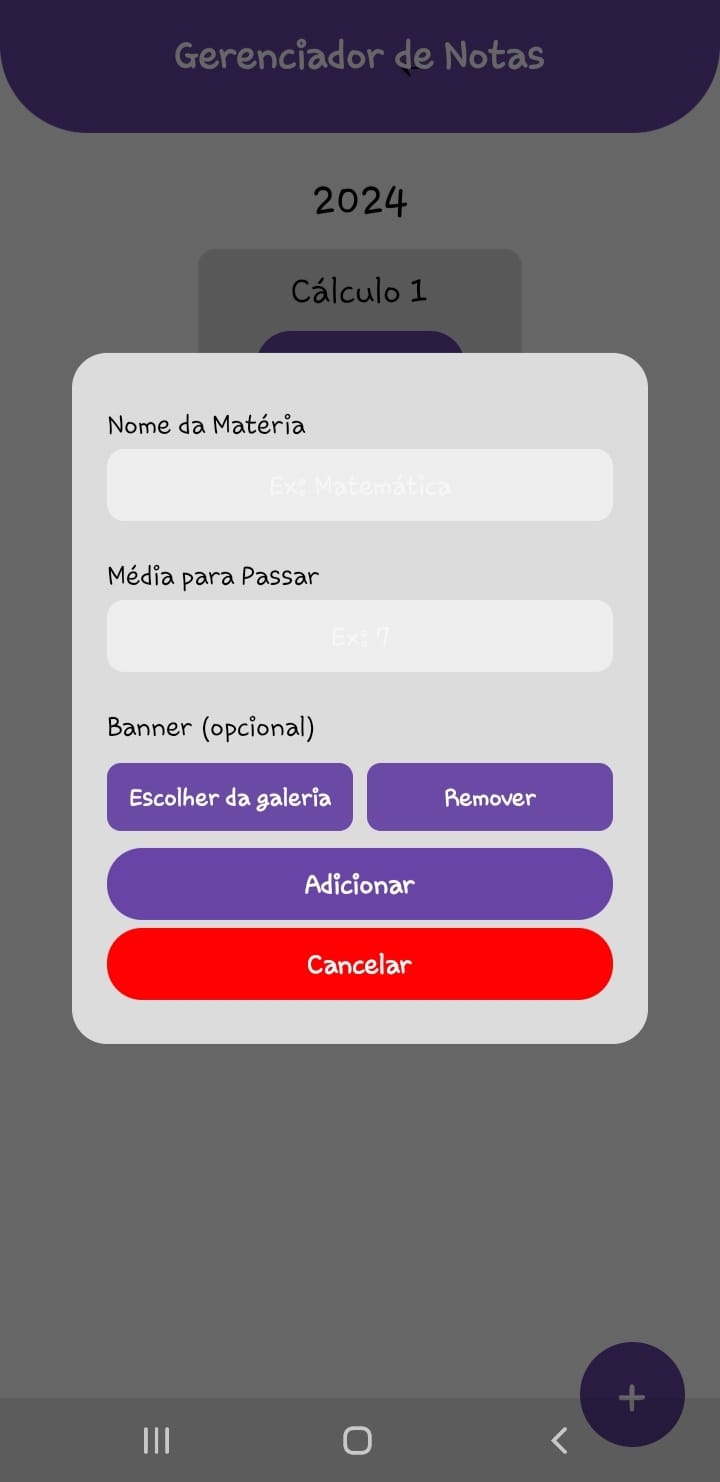 Gerenciador de Notas
2024
Cálculo 1
Nome da Matéria
Ex: Matemática
Média para Passar
Ex: 7
Banner (opcional)
Escolher da galeria
Remover
Adicionar
Cancelar
+